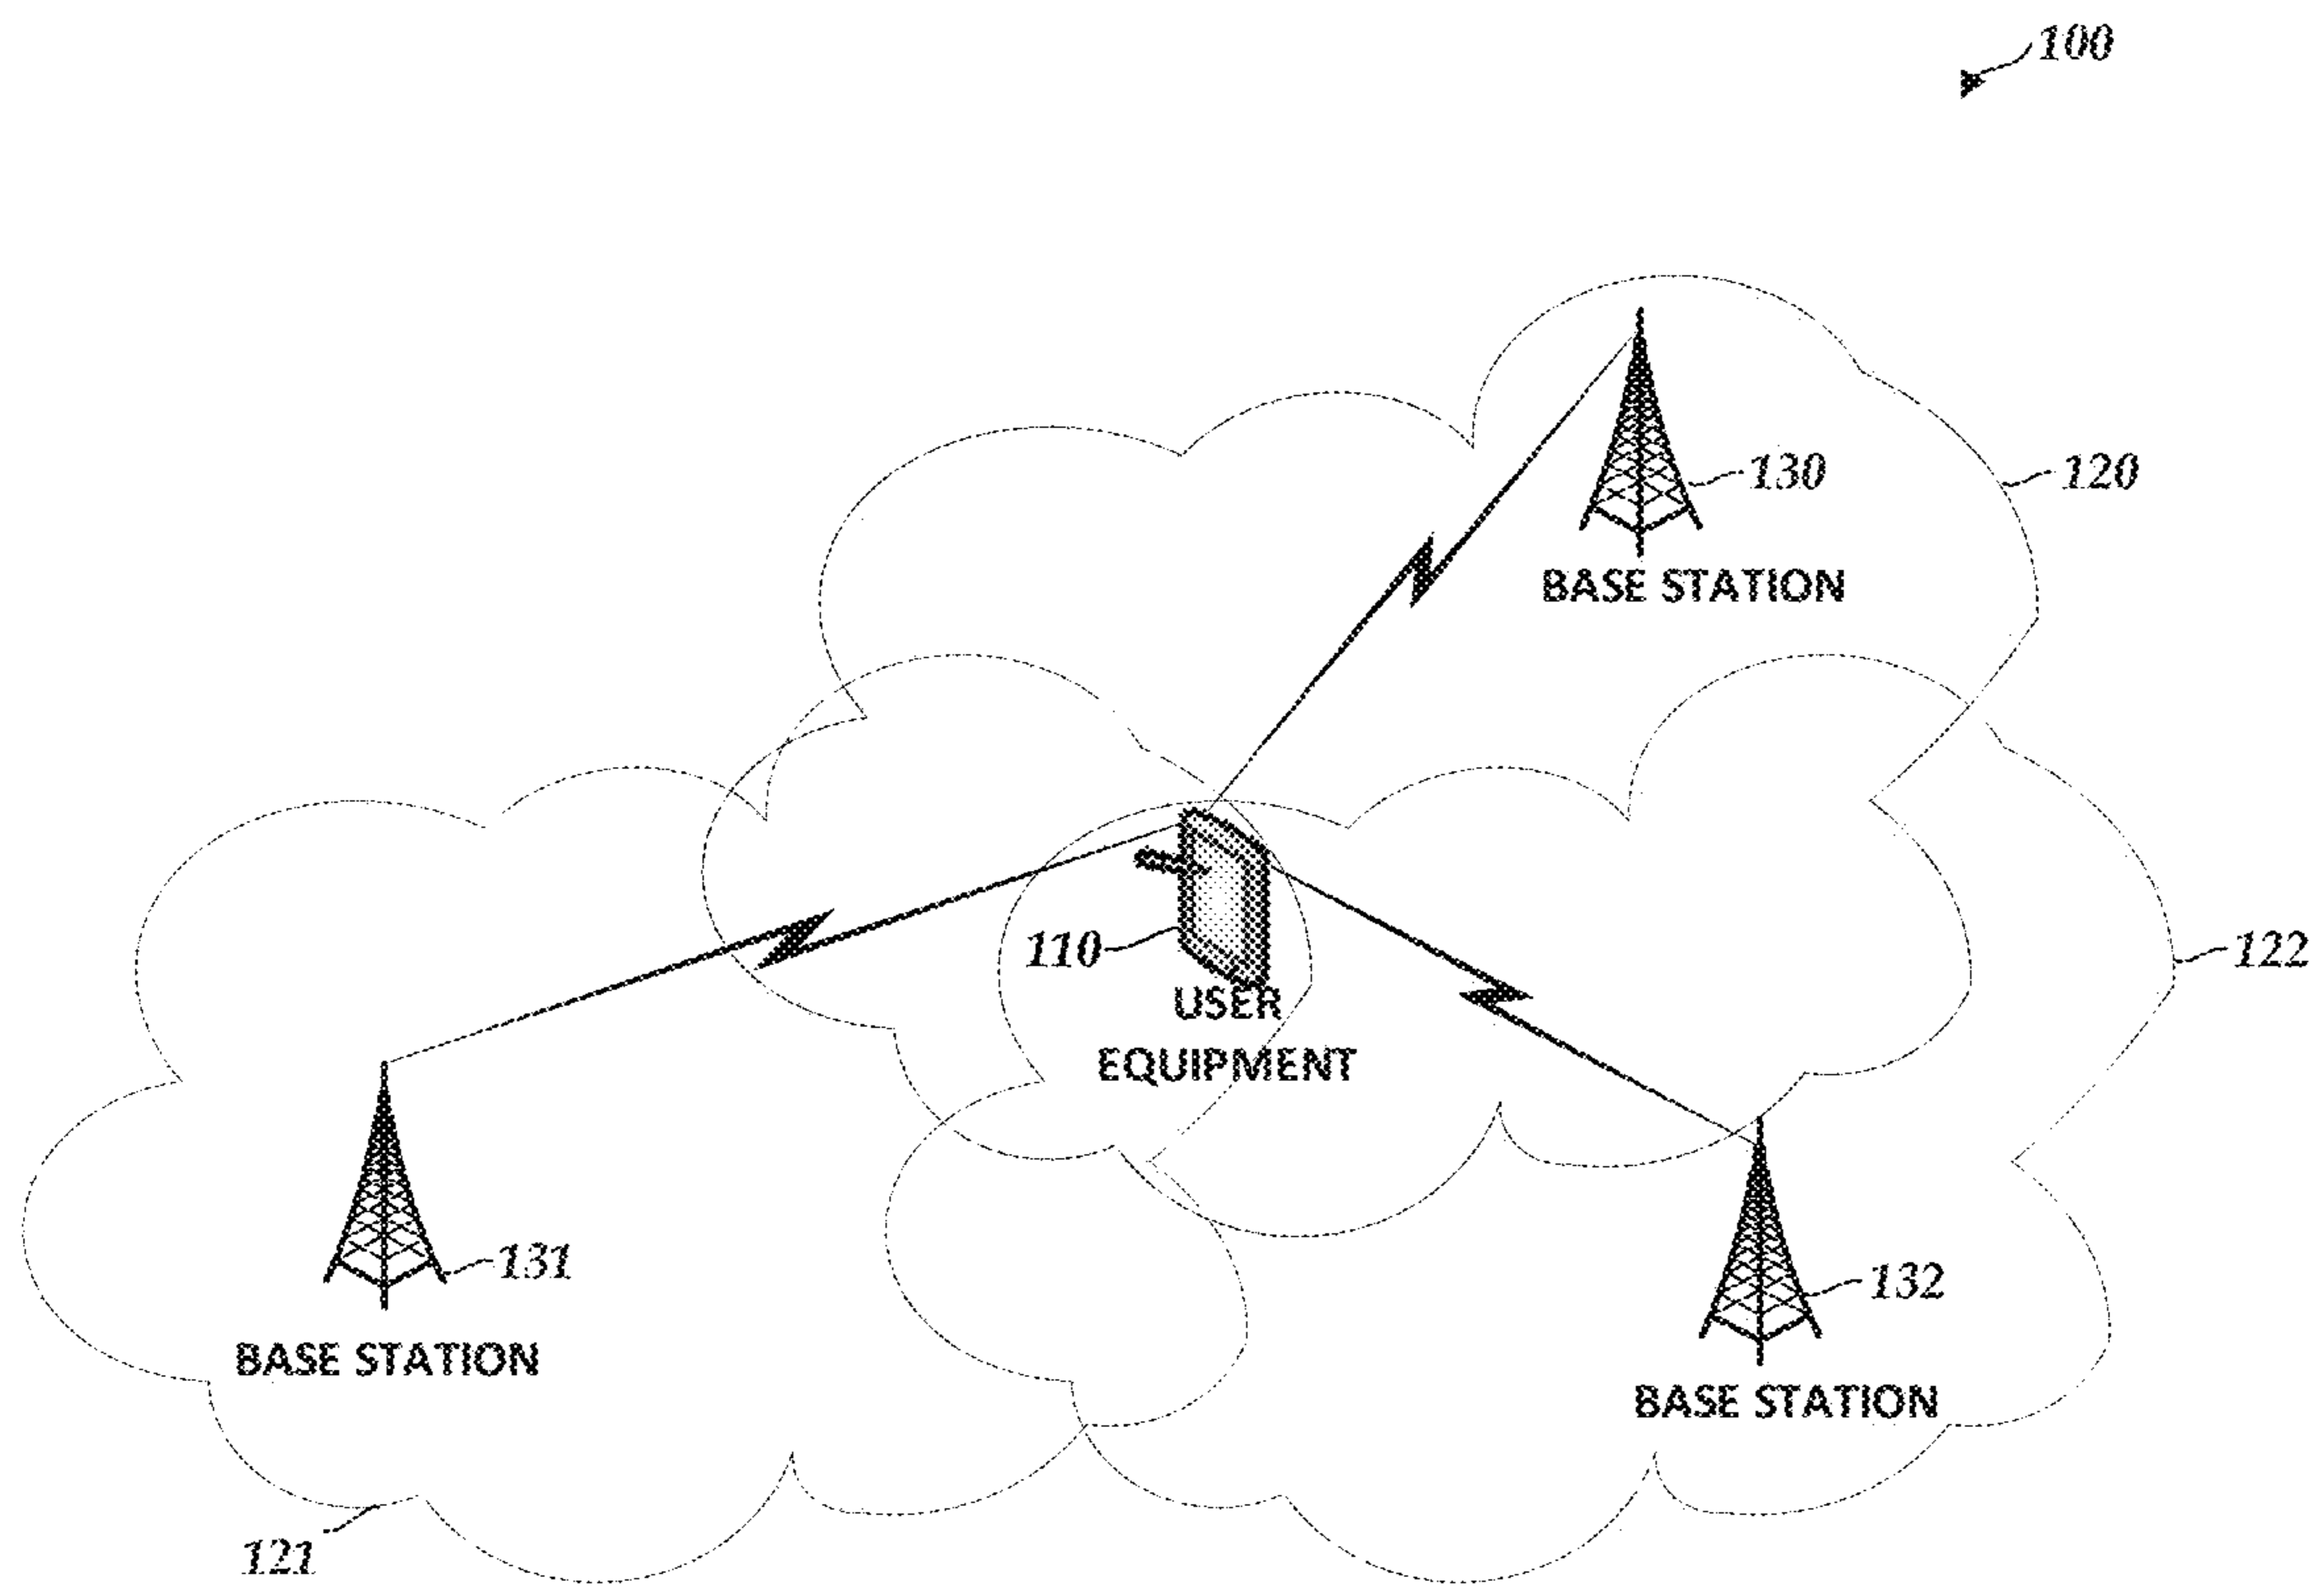 100
130
120
BASE STATION
110
122
USER
EQUIPMENT
131
132
BASE STATION
BASE STATION
121